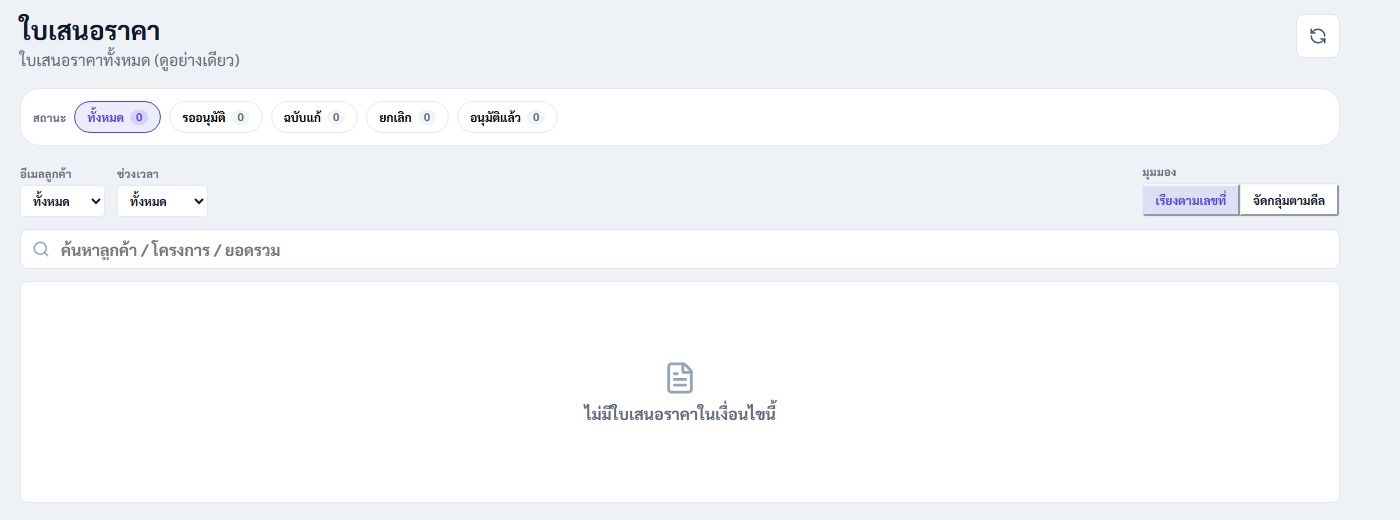 ใบเสนอราคา
ใบเสนอราคาทั้งหมด (ดูอย่างเดียว)
สถานะ ทั้งหมด 0 รออนุมัติ 0 ฉบับแก้ 0 ยกเลิก 0 อนุมัติแล้ว 0
อีเมลลูกค้า ช่วงเวลา มุมมอง
ทั้งหมด ทั้งหมด เรียงตามเลขที่ จัดกลุ่มตามดีล
ค้นหาลูกค้า / โครงการ / ยอดรวม
ไม่มีใบเสนอราคาในเงื่อนไขนี้